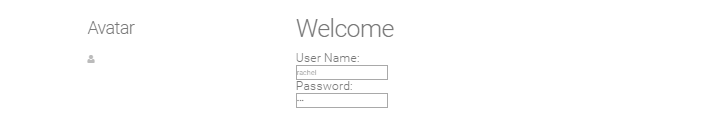 Avatar
Welcome
User Name:
rachel
Password:
•••